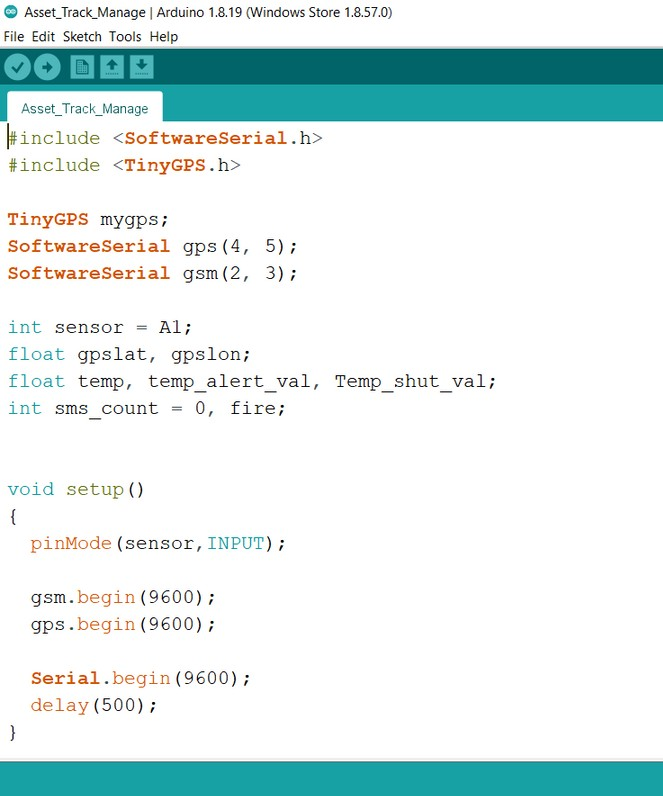 Asset_Track_Manage | Arduino 1.8.19 (Windows Store 1.8.57.0)
File Edit Sketch Tools Help
Asset_Track_Manage
#include <SoftwareSerial.h>
#include <TinyGPS.h>
TinyGPS mygps;
SoftwareSerial gps(4, 5);
SoftwareSerial gsm(2, 3);
int sensor = A1;
float gpslat, gpslon;
float temp, temp_alert_val, Temp_shut_val;
int sms_count = 0, fire;
void setup()
{
  pinMode(sensor,INPUT);
  gsm.begin(9600);
  gps.begin(9600);
  Serial.begin(9600);
  delay(500);
}